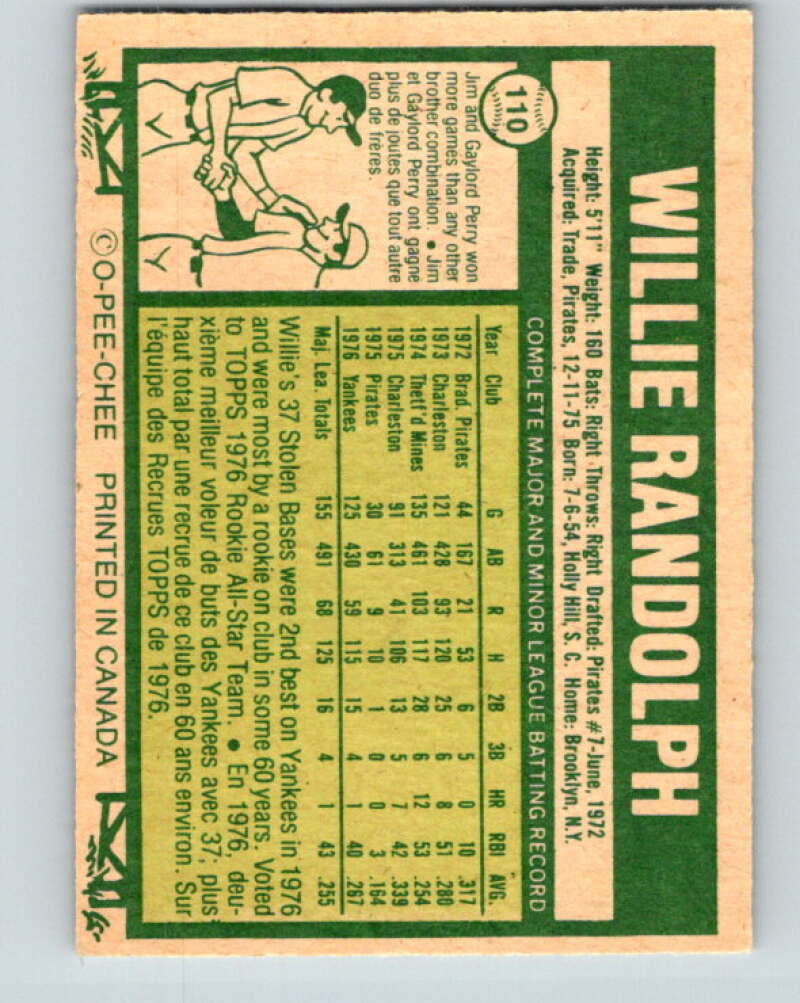 WILLIE RANDOLPH
110
Height: 5'11" Weight: 160 Bats: Right Throws: Right Drafted: Pirates #7-June, 1972
Acquired: Trade, Pirates, 12-11-75 Born: 7-6-54, Holly Hill, S. C. Home: Brooklyn, N.Y.
Jim and Gaylord Perry won
more games than any other
brother combination. • Jim
et Gaylord Perry ont gagné
plus de joutes que tout autre
duo de frères.
COMPLETE MAJOR AND MINOR LEAGUE BATTING RECORD
Year Club G AB R H 2B 3B HR RBI AVG.
1972 Brad. Pirates 44 167 21 53 6 5 0 10 .317
1973 Charleston 121 428 93 120 25 6 8 51 .280
1974 Thetf'd Mines 135 461 103 117 28 6 12 53 .254
1975 Charleston 91 313 41 106 13 5 7 42 .339
1975 Pirates 30 61 9 10 1 0 0 3 .164
1976 Yankees 125 430 59 115 15 4 1 40 .267
Maj. Lea. Totals 155 491 68 125 16 4 1 43 .255
Willie's 37 Stolen Bases were 2nd best on Yankees in 1976
and were most by a rookie on club in some 60 years. Voted
to TOPPS 1976 Rookie All-Star Team. • En 1976, deu-
xième meilleur voleur de buts des Yankees avec 37; plus
haut total par une recrue de ce club en 60 ans environ. Sur
l'équipe des Recrues TOPPS de 1976.
© O-PEE-CHEE PRINTED IN CANADA